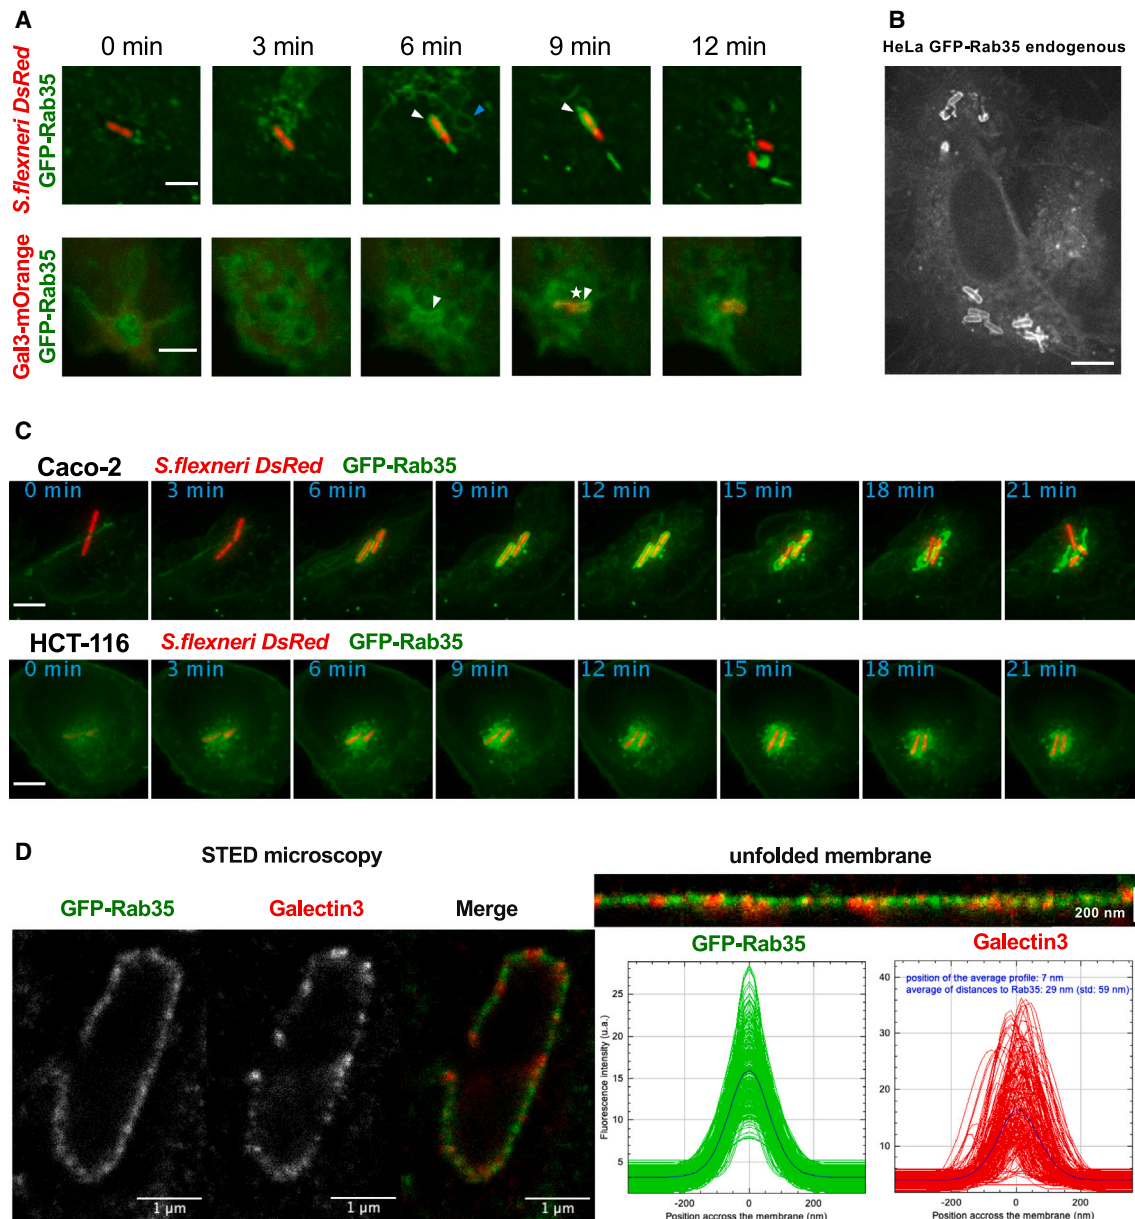 A
0 min 3 min 6 min 9 min 12 min
S.flexneri DsRed
GFP-Rab35
Gal3-mOrange
GFP-Rab35
B
HeLa GFP-Rab35 endogenous
C
Caco-2 S.flexneri DsRed GFP-Rab35
0 min 3 min 6 min 9 min 12 min 15 min 18 min 21 min
HCT-116 S.flexneri DsRed GFP-Rab35
0 min 3 min 6 min 9 min 12 min 15 min 18 min 21 min
D
STED microscopy
GFP-Rab35 Galectin3 Merge
1 µm 1 µm 1 µm
unfolded membrane
200 nm
GFP-Rab35
Fluorescence intensity (u.a.)
25
20
15
10
5
-200 0 200
Position accross the membrane (nm)
Galectin3
position of the average profile: 7 nm
average of distances to Rab35: 29 nm (std: 59 nm)
40
30
20
10
-200 0 200
Position accross the membrane (nm)